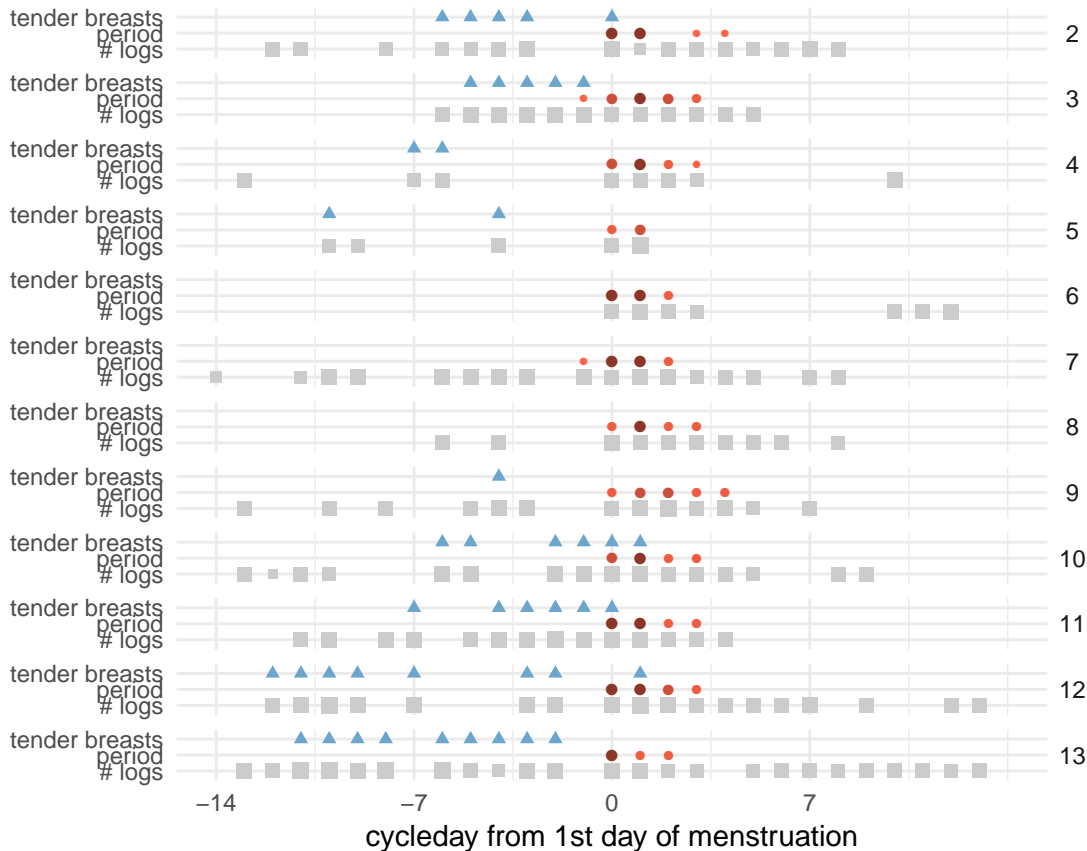 tender breasts
period
# logs
2
tender breasts
period
# logs
3
tender breasts
period
# logs
4
tender breasts
period
# logs
5
tender breasts
period
# logs
6
tender breasts
period
# logs
7
tender breasts
period
# logs
8
tender breasts
period
# logs
9
tender breasts
period
# logs
10
tender breasts
period
# logs
11
tender breasts
period
# logs
12
tender breasts
period
# logs
13
−14 −7 0 7
cycleday from 1st day of menstruation